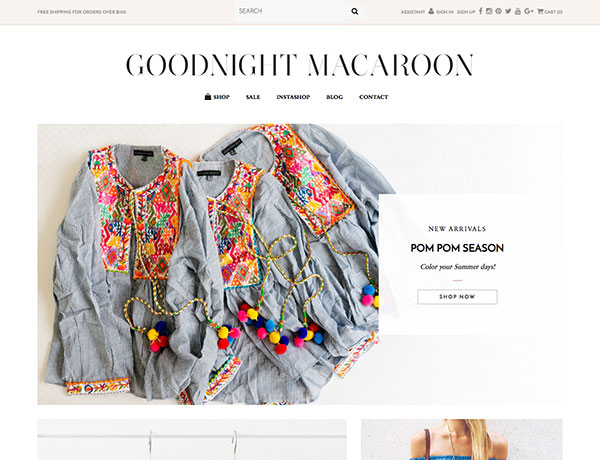 FREE SHIPPING FOR ORDERS OVER $100
SEARCH
ASSISTANT SIGN IN SIGN UP CART (0)
GOODNIGHT MACAROON
SHOP SALE INSTASHOP BLOG CONTACT
NEW ARRIVALS
POM POM SEASON
Color your Summer days!
SHOP NOW